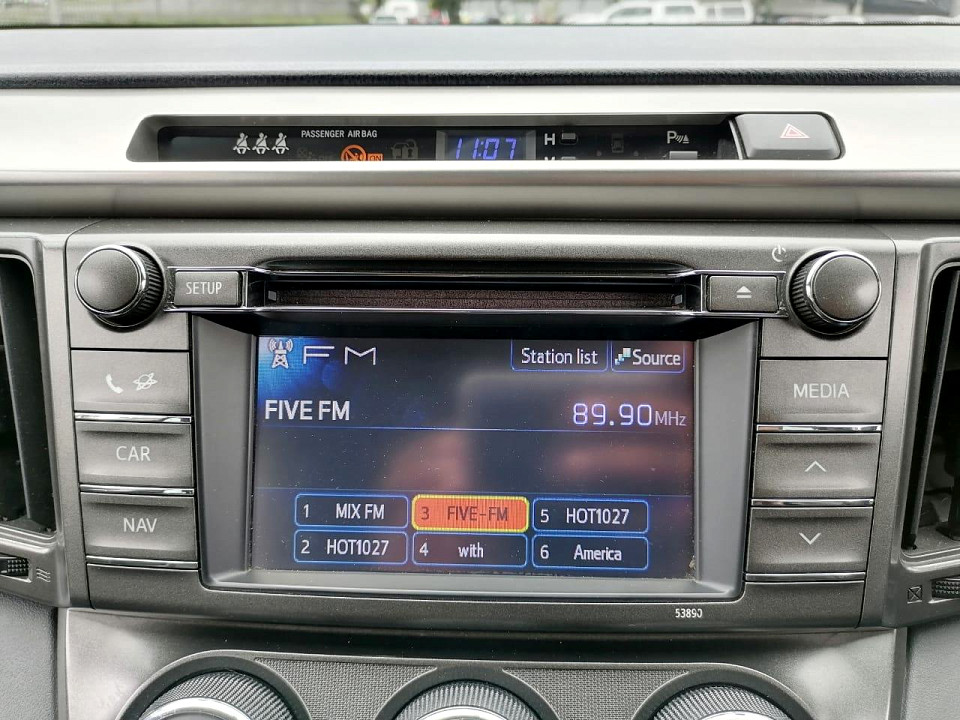 PASSENGER AIR BAG
ON
11:07
H
M
P
SETUP
FM
Station list
Source
FIVE FM
89.90MHz
MEDIA
CAR
NAV
1 MIX FM
3 FIVE-FM
5 HOT1027
2 HOT1027
4 with
6 America
53890